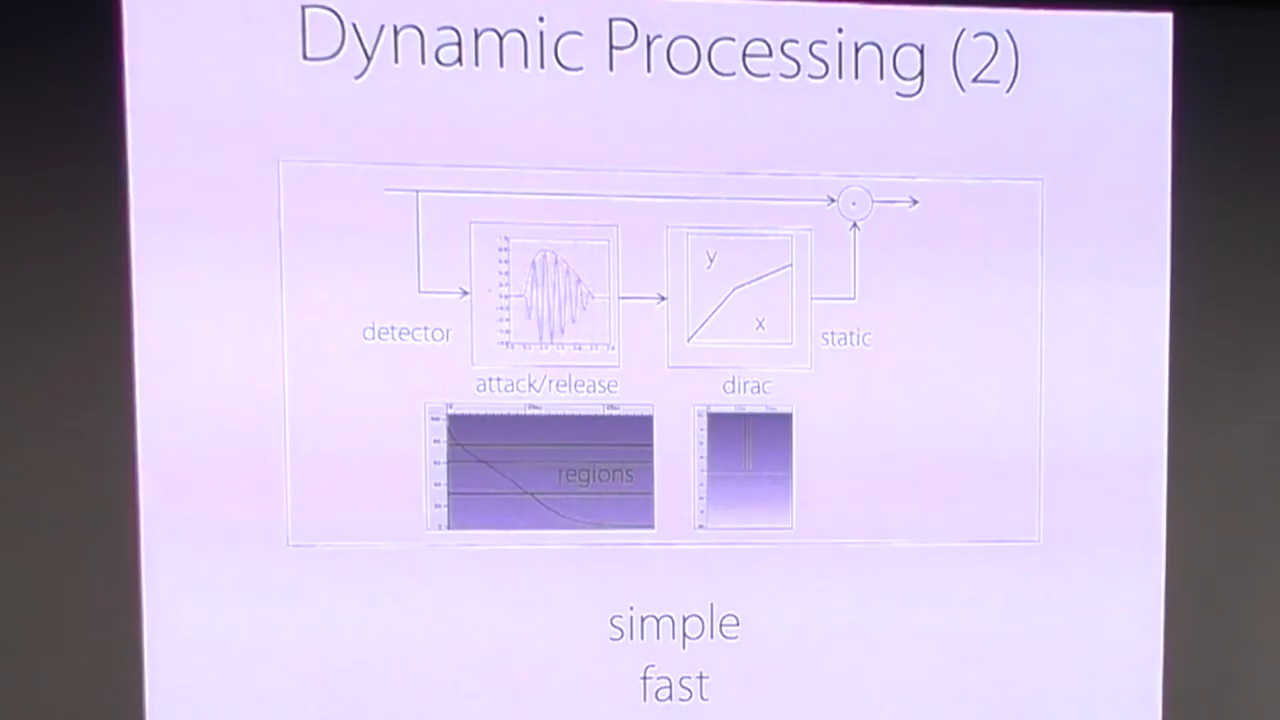 Dynamic Processing (2)
y
x
detector
static
attack/release
dirac
regions
simple
fast